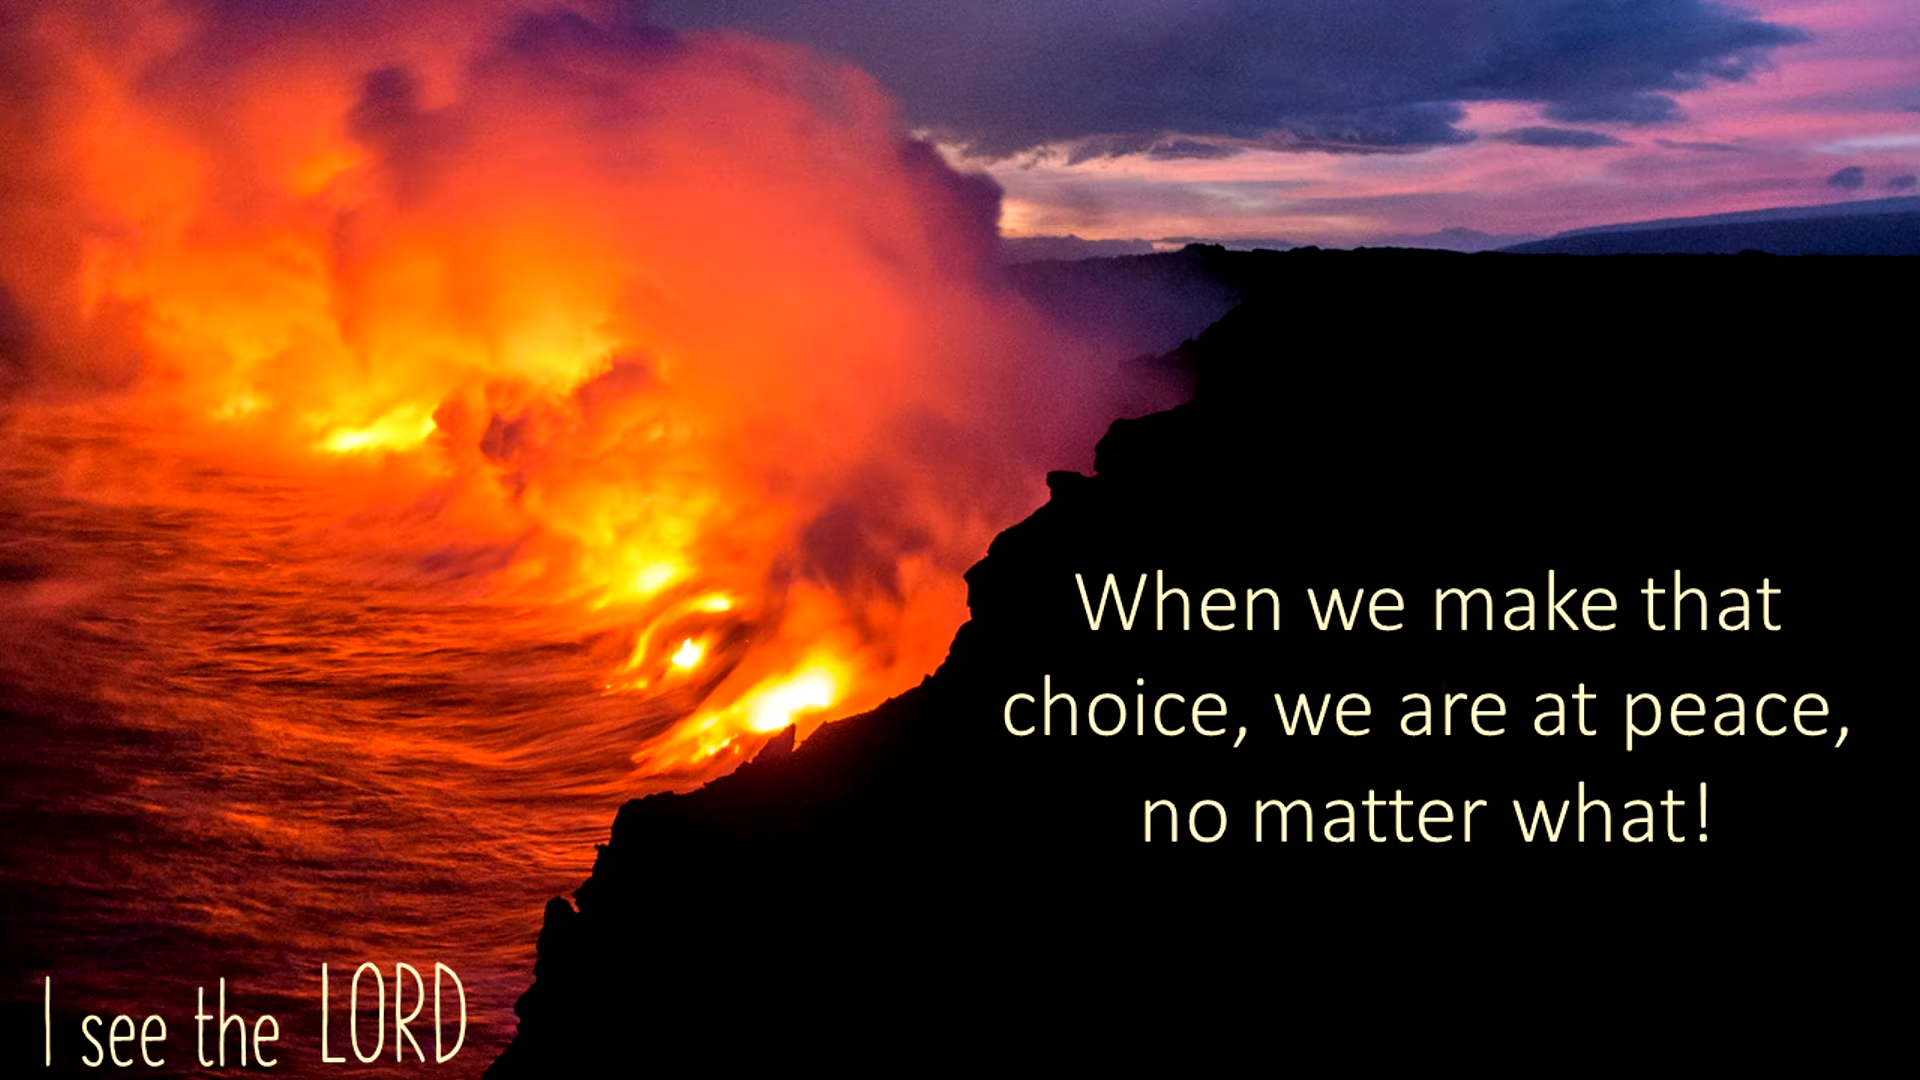 When we make that
choice, we are at peace,
no matter what!
I see the LORD